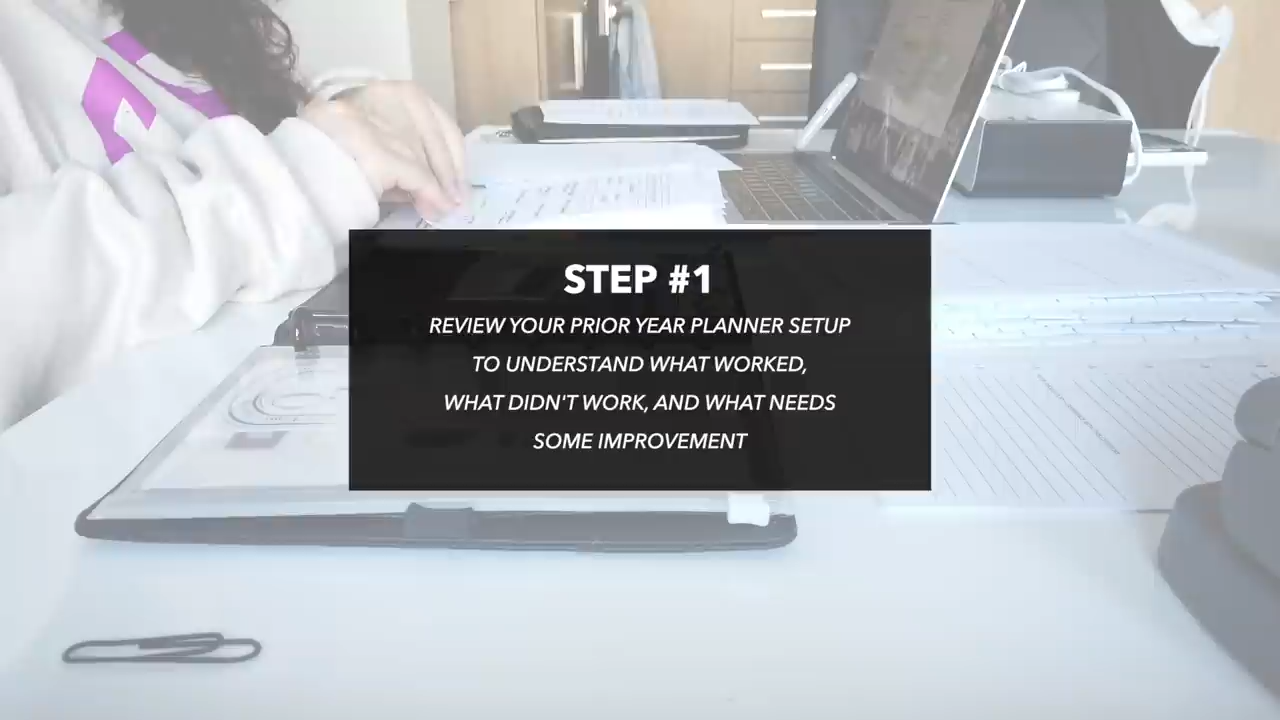 STEP #1
REVIEW YOUR PRIOR YEAR PLANNER SETUP
TO UNDERSTAND WHAT WORKED,
WHAT DIDN'T WORK, AND WHAT NEEDS
SOME IMPROVEMENT